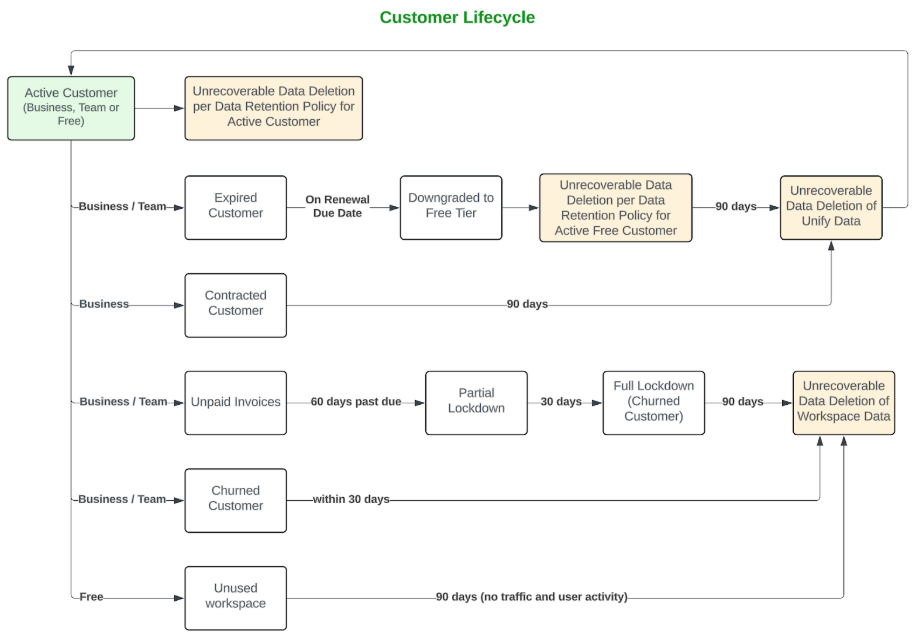 Customer Lifecycle
Active Customer
(Business, Team or
Free)
Unrecoverable Data Deletion
per Data Retention Policy for
Active Customer
Business / Team
Expired
Customer
On Renewal
Due Date
Downgraded to
Free Tier
Unrecoverable Data
Deletion per Data
Retention Policy for
Active Free Customer
90 days
Unrecoverable
Data Deletion of
Unify Data
Business
Contracted
Customer
90 days
Business / Team
Unpaid Invoices
60 days past due
Partial
Lockdown
30 days
Full Lockdown
(Churned
Customer)
90 days
Unrecoverable
Data Deletion of
Workspace Data
Business / Team
Churned
Customer
within 30 days
Free
Unused
workspace
90 days (no traffic and user activity)